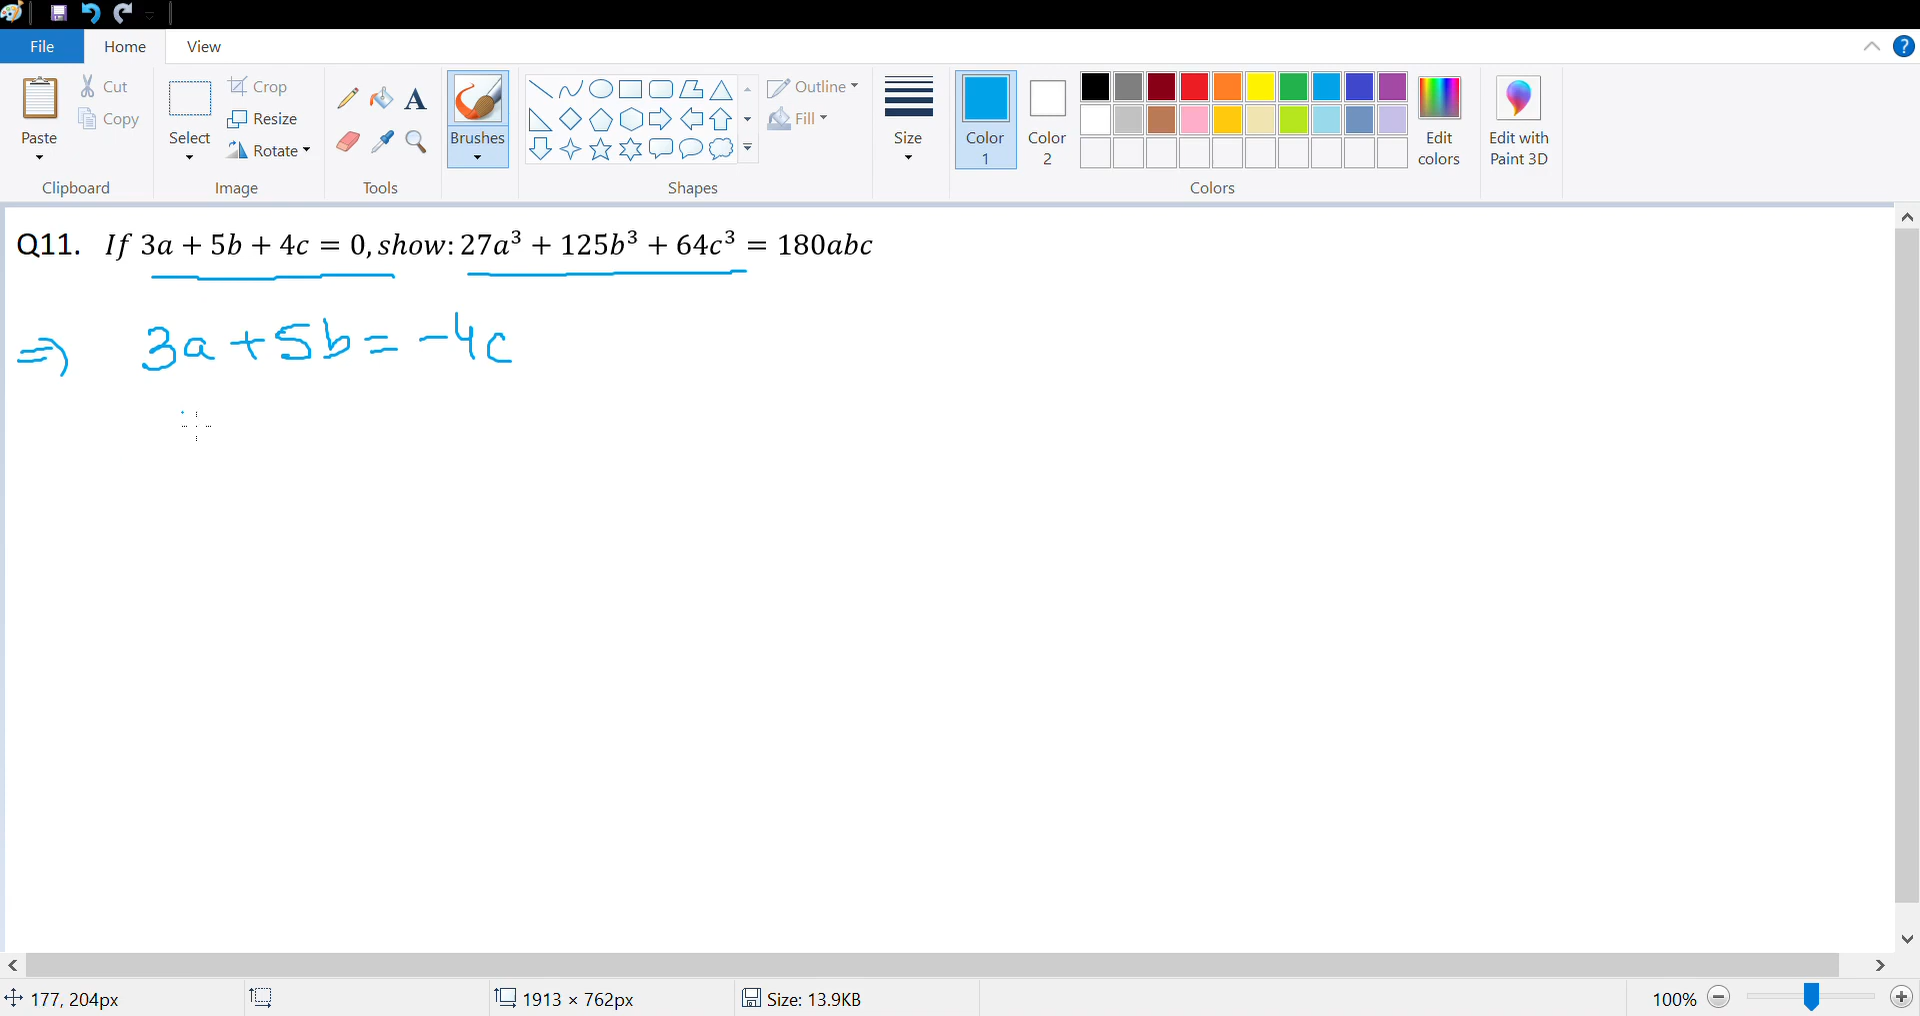 File Home View
Paste Cut Copy Clipboard
Select Crop Resize Rotate Image
Tools
Brushes
Shapes
Outline Fill
Size
Color 1 Color 2
Colors
Edit colors
Edit with Paint 3D
Q11. If 3a + 5b + 4c = 0, show: 27a³ + 125b³ + 64c³ = 180abc
⇒ 3a + 5b = -4c
177, 204px 1913 × 762px Size: 13.9KB 100%